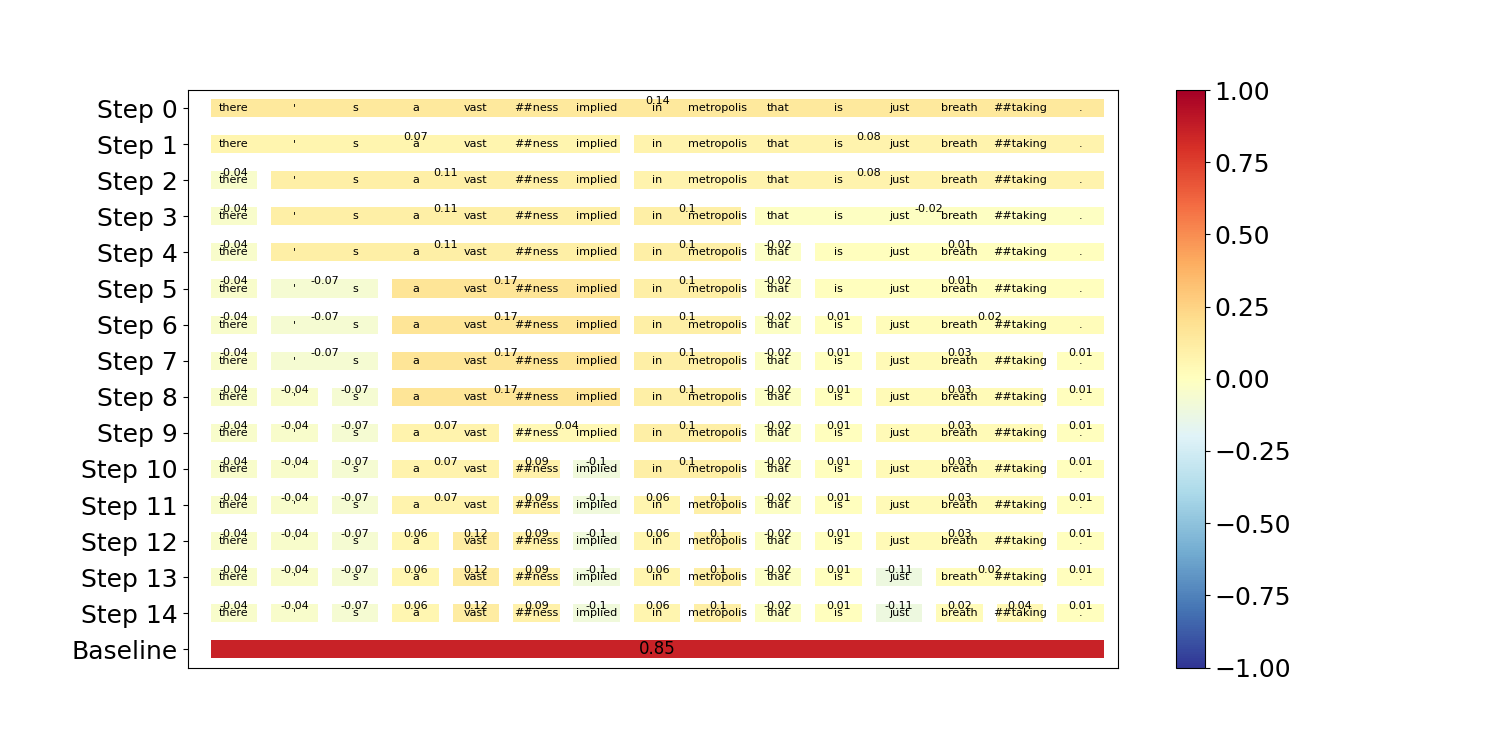 0.14
Step 0 there ' s a vast ##ness implied in metropolis that is just breath ##taking .
0.07 0.08
Step 1 there ' s a vast ##ness implied in metropolis that is just breath ##taking .
-0.04 0.11 0.08
Step 2 there ' s a vast ##ness implied in metropolis that is just breath ##taking .
-0.04 0.11 0.1 -0.02
Step 3 there ' s a vast ##ness implied in metropolis that is just breath ##taking .
-0.04 0.11 0.1 -0.02 0.01
Step 4 there ' s a vast ##ness implied in metropolis that is just breath ##taking .
-0.04 -0.07 0.17 0.1 -0.02 0.01
Step 5 there ' s a vast ##ness implied in metropolis that is just breath ##taking .
-0.04 -0.07 0.17 0.1 -0.02 0.01 0.02
Step 6 there ' s a vast ##ness implied in metropolis that is just breath ##taking .
-0.04 -0.07 0.17 0.1 -0.02 0.01 0.03 0.01
Step 7 there ' s a vast ##ness implied in metropolis that is just breath ##taking .
-0.04 -0.04 -0.07 0.17 0.1 -0.02 0.01 0.03 0.01
Step 8 there ' s a vast ##ness implied in metropolis that is just breath ##taking .
-0.04 -0.04 -0.07 0.07 0.04 0.1 -0.02 0.01 0.03 0.01
Step 9 there ' s a vast ##ness implied in metropolis that is just breath ##taking .
-0.04 -0.04 -0.07 0.07 0.09 -0.1 0.1 -0.02 0.01 0.03 0.01
Step 10 there ' s a vast ##ness implied in metropolis that is just breath ##taking .
-0.04 -0.04 -0.07 0.07 0.09 -0.1 0.06 0.1 -0.02 0.01 0.03 0.01
Step 11 there ' s a vast ##ness implied in metropolis that is just breath ##taking .
-0.04 -0.04 -0.07 0.06 0.12 0.09 -0.1 0.06 0.1 -0.02 0.01 0.03 0.01
Step 12 there ' s a vast ##ness implied in metropolis that is just breath ##taking .
-0.04 -0.04 -0.07 0.06 0.12 0.09 -0.1 0.06 0.1 -0.02 0.01 -0.11 0.02 0.01
Step 13 there ' s a vast ##ness implied in metropolis that is just breath ##taking .
-0.04 -0.04 -0.07 0.06 0.12 0.09 -0.1 0.06 0.1 -0.02 0.01 -0.11 0.02 0.04 0.01
Step 14 there ' s a vast ##ness implied in metropolis that is just breath ##taking .
Baseline 0.85
1.00
0.75
0.50
0.25
0.00
−0.25
−0.50
−0.75
−1.00